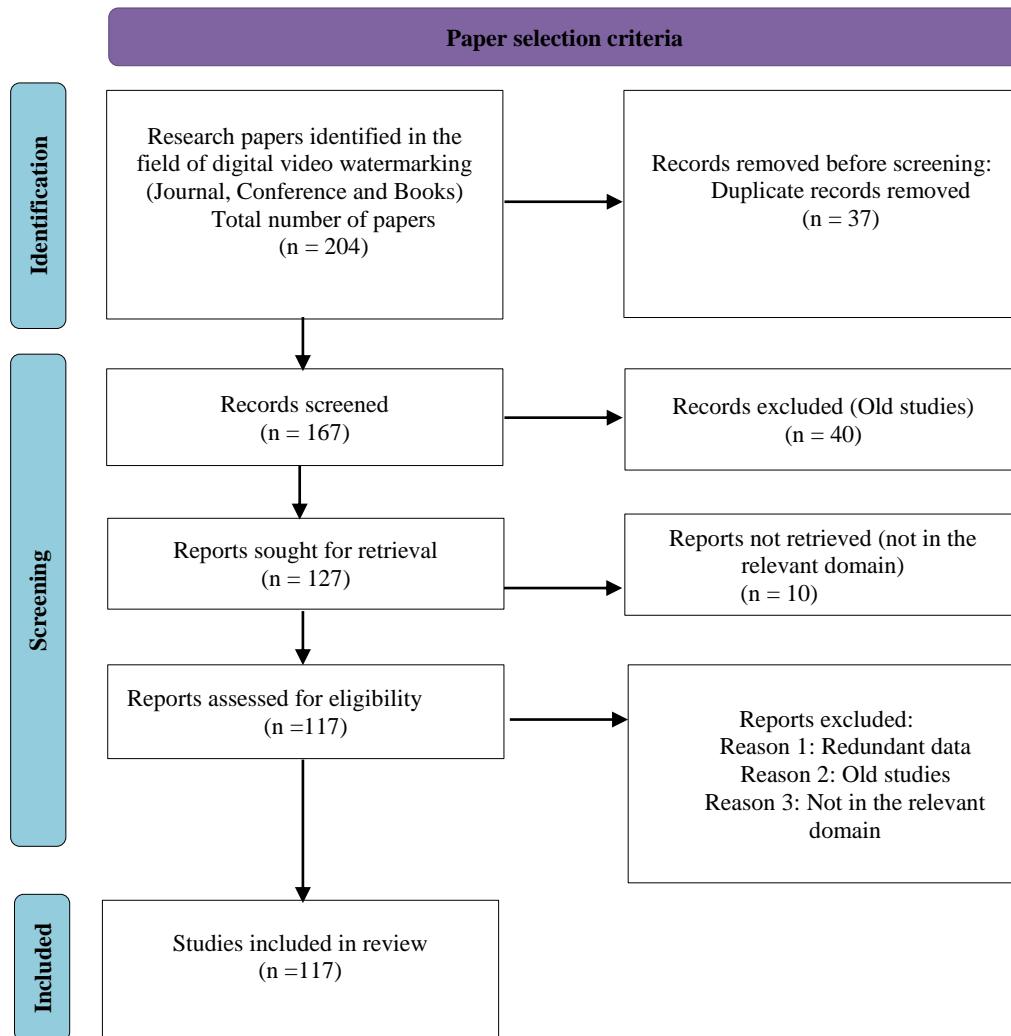 Paper selection criteria
Identification
Research papers identified in the
field of digital video watermarking
(Journal, Conference and Books)
Total number of papers
(n = 204)
Records removed before screening:
Duplicate records removed
(n = 37)
Screening
Records screened
(n = 167)
Records excluded (Old studies)
(n = 40)
Reports sought for retrieval
(n = 127)
Reports not retrieved (not in the
relevant domain)
(n = 10)
Reports assessed for eligibility
(n =117)
Reports excluded:
Reason 1: Redundant data
Reason 2: Old studies
Reason 3: Not in the relevant
domain
Included
Studies included in review
(n =117)